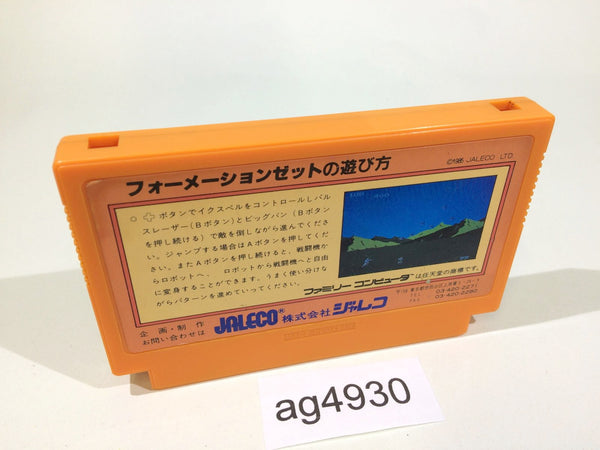 ©1985 JALECO LTD.
フォーメーションゼットの遊び方
○✛ボタンでイクスペルをコントロールしパル
スレーザー(Bボタン)とビッグバン(Bボタン
を押し続ける)で敵を倒しながら進んでくださ
い。ジャンプする場合はAボタンを押してくだ
さい。またAボタンを押し続けると、戦闘機か
らロボットへ、 ロボットから戦闘機へと自由
に変身することができます。うまく使い分けな
がらパターンを進めていってください。
ファミリー コンピュータ は任天堂の商標です。
企画・制作
お問い合わせは
JALECO® 株式会社 ジャレコ
TEL 03-420-2271
03-420-2292
ag4930